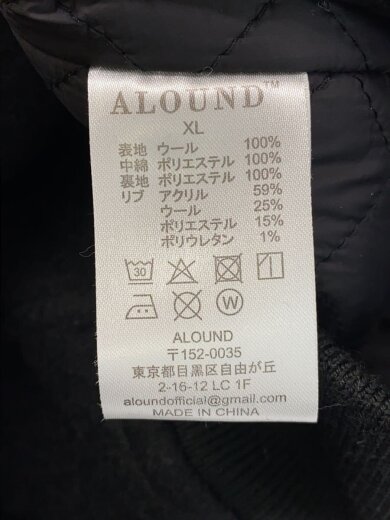 ALOUND™
XL
表地 ウール 100%
中綿 ポリエステル 100%
裏地 ポリエステル 100%
リブ アクリル 59%
ウール 25%
ポリエステル 15%
ポリウレタン 1%
30
W
ALOUND
〒152-0035
東京都目黒区自由が丘
2-16-12 LC 1F
aloundofficial@gmail.com
MADE IN CHINA